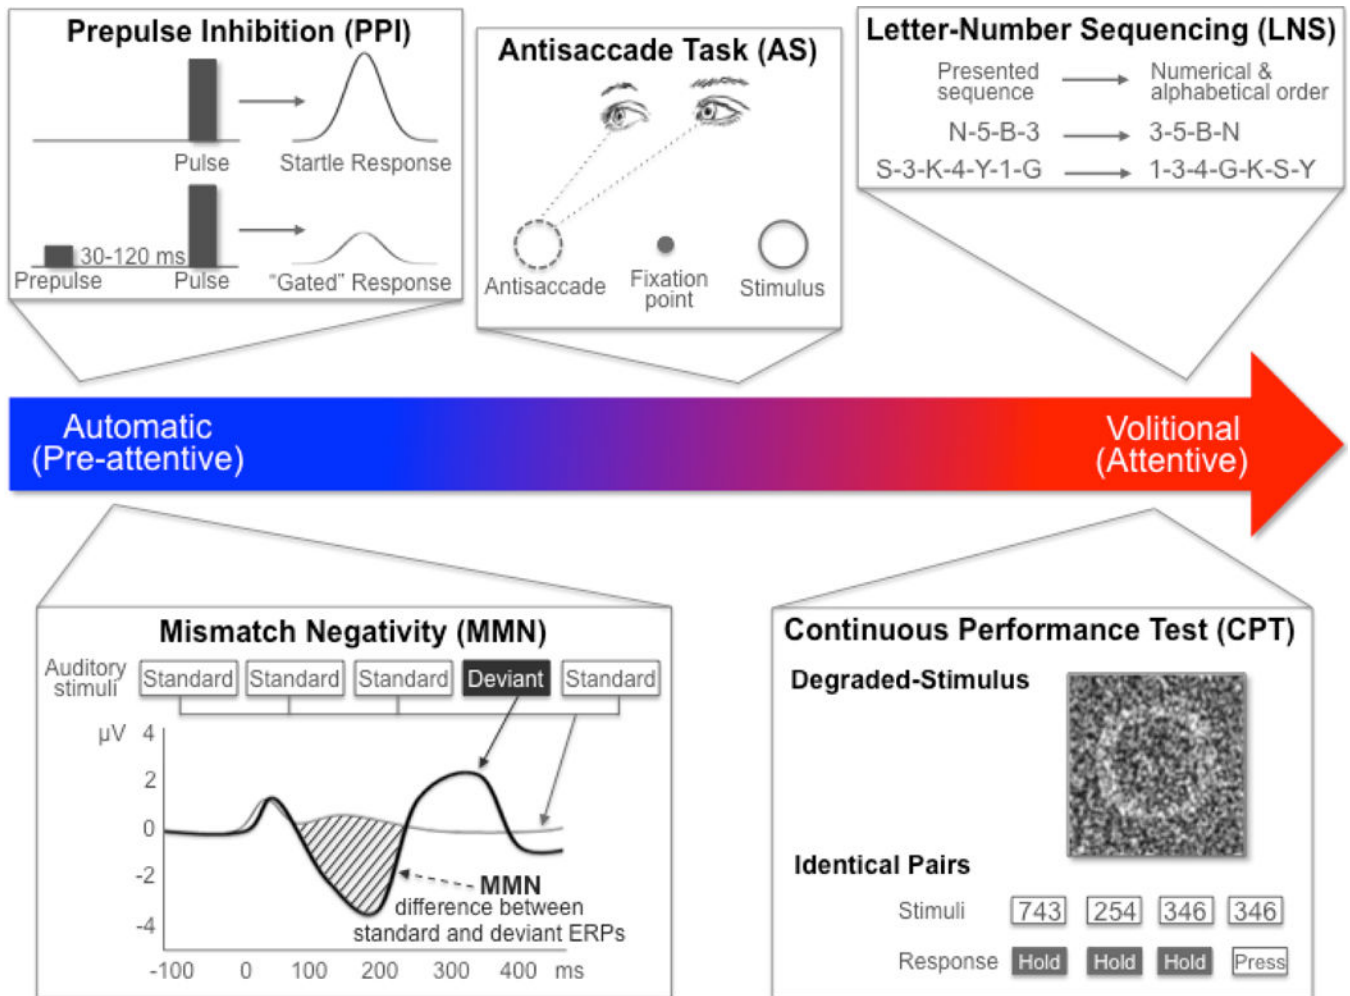 Prepulse Inhibition (PPI)
Pulse
Startle Response
30-120 ms
Prepulse
Pulse
"Gated" Response
Antisaccade Task (AS)
Antisaccade
Fixation
point
Stimulus
Letter-Number Sequencing (LNS)
Presented
sequence
Numerical &
alphabetical order
N-5-B-3
3-5-B-N
S-3-K-4-Y-1-G
1-3-4-G-K-S-Y
Automatic
(Pre-attentive)
Volitional
(Attentive)
Mismatch Negativity (MMN)
Auditory
stimuli
Standard Standard Standard Deviant Standard
µV
4
2
0
-2
-4
MMN
difference between
standard and deviant ERPs
-100 0 100 200 300 400 ms
Continuous Performance Test (CPT)
Degraded-Stimulus
Identical Pairs
Stimuli 743 254 346 346
Response Hold Hold Hold Press